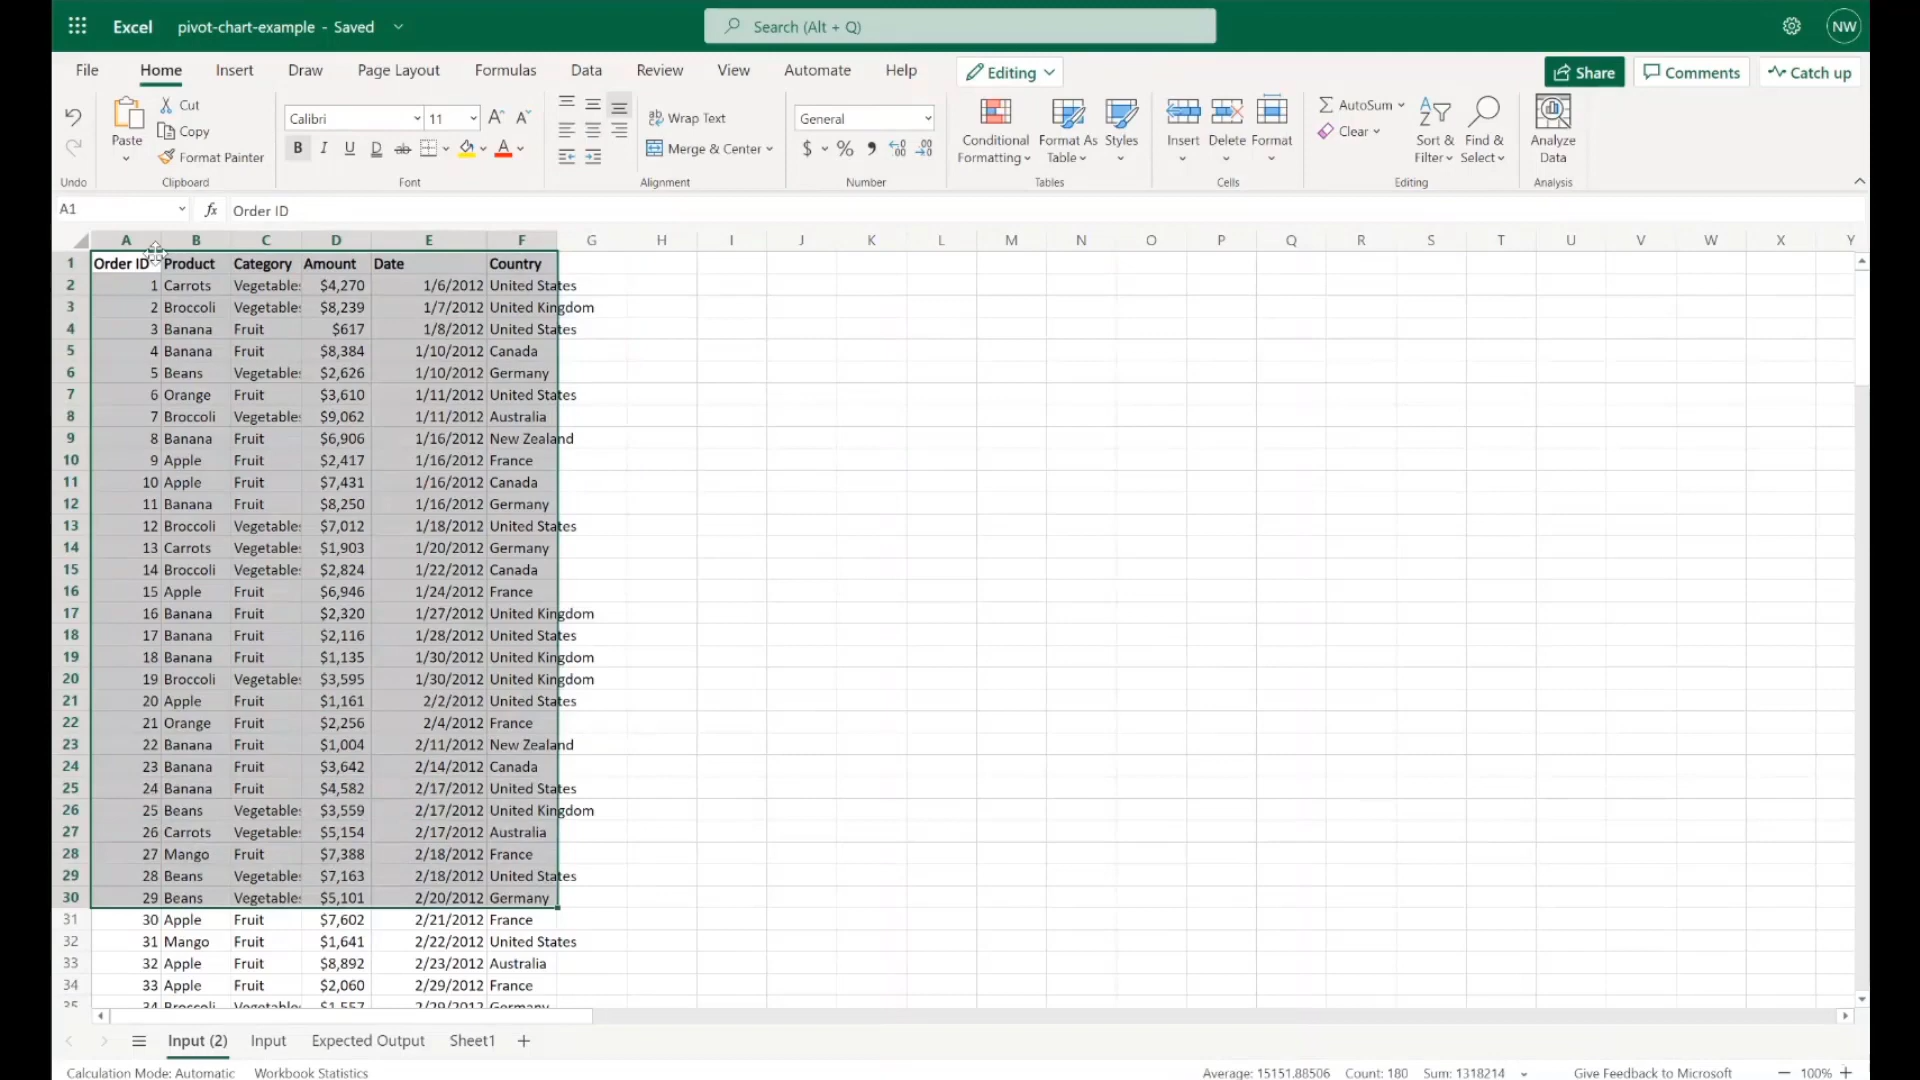 Excel pivot-chart-example - Saved Search (Alt + Q) NW
File Home Insert Draw Page Layout Formulas Data Review View Automate Help Editing Share Comments Catch up
Paste Cut Copy Format Painter
Calibri 11 B I U D ab A
Wrap Text Merge & Center
General $ %
Conditional Formatting Format As Table Styles
Insert Delete Format
AutoSum Clear Sort & Filter Find & Select
Analyze Data
Undo Clipboard Font Alignment Number Tables Cells Editing Analysis
A1 fx Order ID
A B C D E F G H I J K L M N O P Q R S T U V W X Y
1 Order ID Product Category Amount Date Country
2 1 Carrots Vegetables $4,270 1/6/2012 United States
3 2 Broccoli Vegetables $8,239 1/7/2012 United Kingdom
4 3 Banana Fruit $617 1/8/2012 United States
5 4 Banana Fruit $8,384 1/10/2012 Canada
6 5 Beans Vegetables $2,626 1/10/2012 Germany
7 6 Orange Fruit $3,610 1/11/2012 United States
8 7 Broccoli Vegetables $9,062 1/11/2012 Australia
9 8 Banana Fruit $6,906 1/16/2012 New Zealand
10 9 Apple Fruit $2,417 1/16/2012 France
11 10 Apple Fruit $7,431 1/16/2012 Canada
12 11 Banana Fruit $8,250 1/16/2012 Germany
13 12 Broccoli Vegetables $7,012 1/18/2012 United States
14 13 Carrots Vegetables $1,903 1/20/2012 Germany
15 14 Broccoli Vegetables $2,824 1/22/2012 Canada
16 15 Apple Fruit $6,946 1/24/2012 France
17 16 Banana Fruit $2,320 1/27/2012 United Kingdom
18 17 Banana Fruit $2,116 1/28/2012 United States
19 18 Banana Fruit $1,135 1/30/2012 United Kingdom
20 19 Broccoli Vegetables $3,595 1/30/2012 United Kingdom
21 20 Apple Fruit $1,161 2/2/2012 United States
22 21 Orange Fruit $2,256 2/4/2012 France
23 22 Banana Fruit $1,004 2/11/2012 New Zealand
24 23 Banana Fruit $3,642 2/14/2012 Canada
25 24 Banana Fruit $4,582 2/17/2012 United States
26 25 Beans Vegetables $3,559 2/17/2012 United Kingdom
27 26 Carrots Vegetables $5,154 2/17/2012 Australia
28 27 Mango Fruit $7,388 2/18/2012 France
29 28 Beans Vegetables $7,163 2/18/2012 United States
30 29 Beans Vegetables $5,101 2/20/2012 Germany
31 30 Apple Fruit $7,602 2/21/2012 France
32 31 Mango Fruit $1,641 2/22/2012 United States
33 32 Apple Fruit $8,892 2/23/2012 Australia
34 33 Apple Fruit $2,060 2/29/2012 France
35 34 Broccoli Vegetables $1,557 2/29/2012 Germany
Input (2) Input Expected Output Sheet1 +
Calculation Mode: Automatic Workbook Statistics Average: 15151.88506 Count: 180 Sum: 1318214 Give Feedback to Microsoft — 100% +